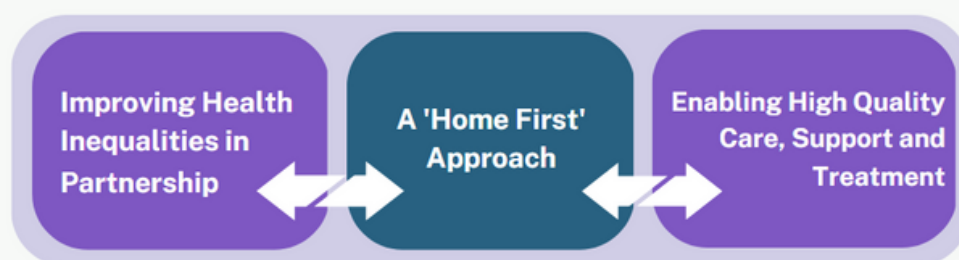 Improving Health
Inequalities in
Partnership
A 'Home First'
Approach
Enabling High Quality
Care, Support and
Treatment